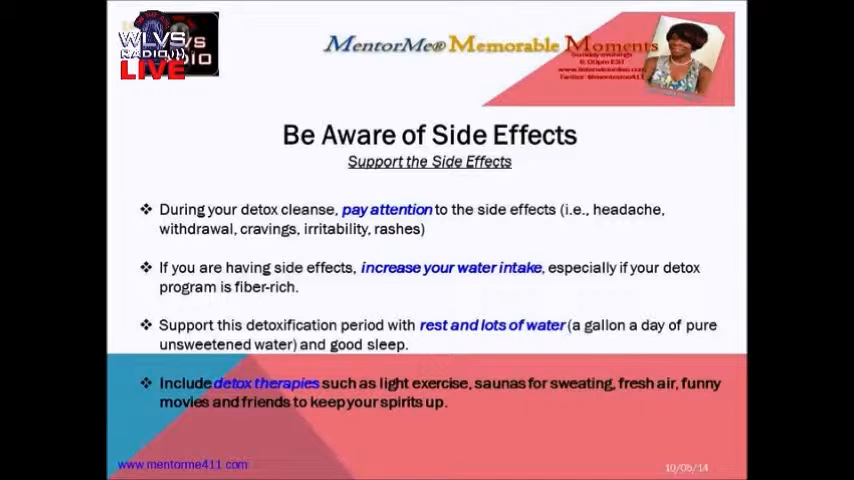 WLVS
RADIO
LIVE
MentorMe® Memorable Moments
6:00pm EST
Be Aware of Side Effects
Support the Side Effects
❖ During your detox cleanse, pay attention to the side effects (i.e., headache,
withdrawal, cravings, irritability, rashes)
❖ If you are having side effects, increase your water intake, especially if your detox
program is fiber-rich.
❖ Support this detoxification period with rest and lots of water (a gallon a day of pure
unsweetened water) and good sleep.
❖ Include detox therapies such as light exercise, saunas for sweating, fresh air, funny
movies and friends to keep your spirits up.
www.mentorme411.com
10/05/14